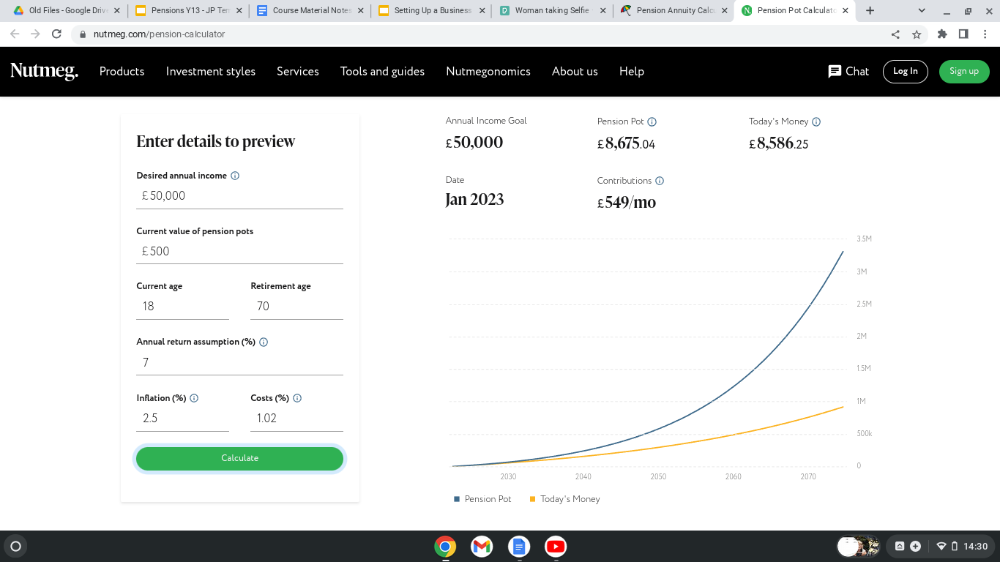 Old Files - Google Driv
Pensions Y13 - JP Tem
Course Material Notes
Setting Up a Business
Woman taking Selfie
Pension Annuity Calcu
Pension Pot Calculato
nutmeg.com/pension-calculator
Nutmeg.
Products
Investment styles
Services
Tools and guides
Nutmegonomics
About us
Help
Chat
Log In
Sign up
Enter details to preview
Desired annual income
£50,000
Current value of pension pots
£500
Current age
Retirement age
18
70
Annual return assumption (%)
7
Inflation (%)
Costs (%)
2.5
1.02
Calculate
Annual Income Goal
£50,000
Pension Pot
£8,675.04
Today's Money
£8,586.25
Date
Jan 2023
Contributions
£549/mo
3.5M
3M
2.5M
2M
1.5M
1M
500k
0
2030
2040
2050
2060
2070
Pension Pot
Today's Money
14:30